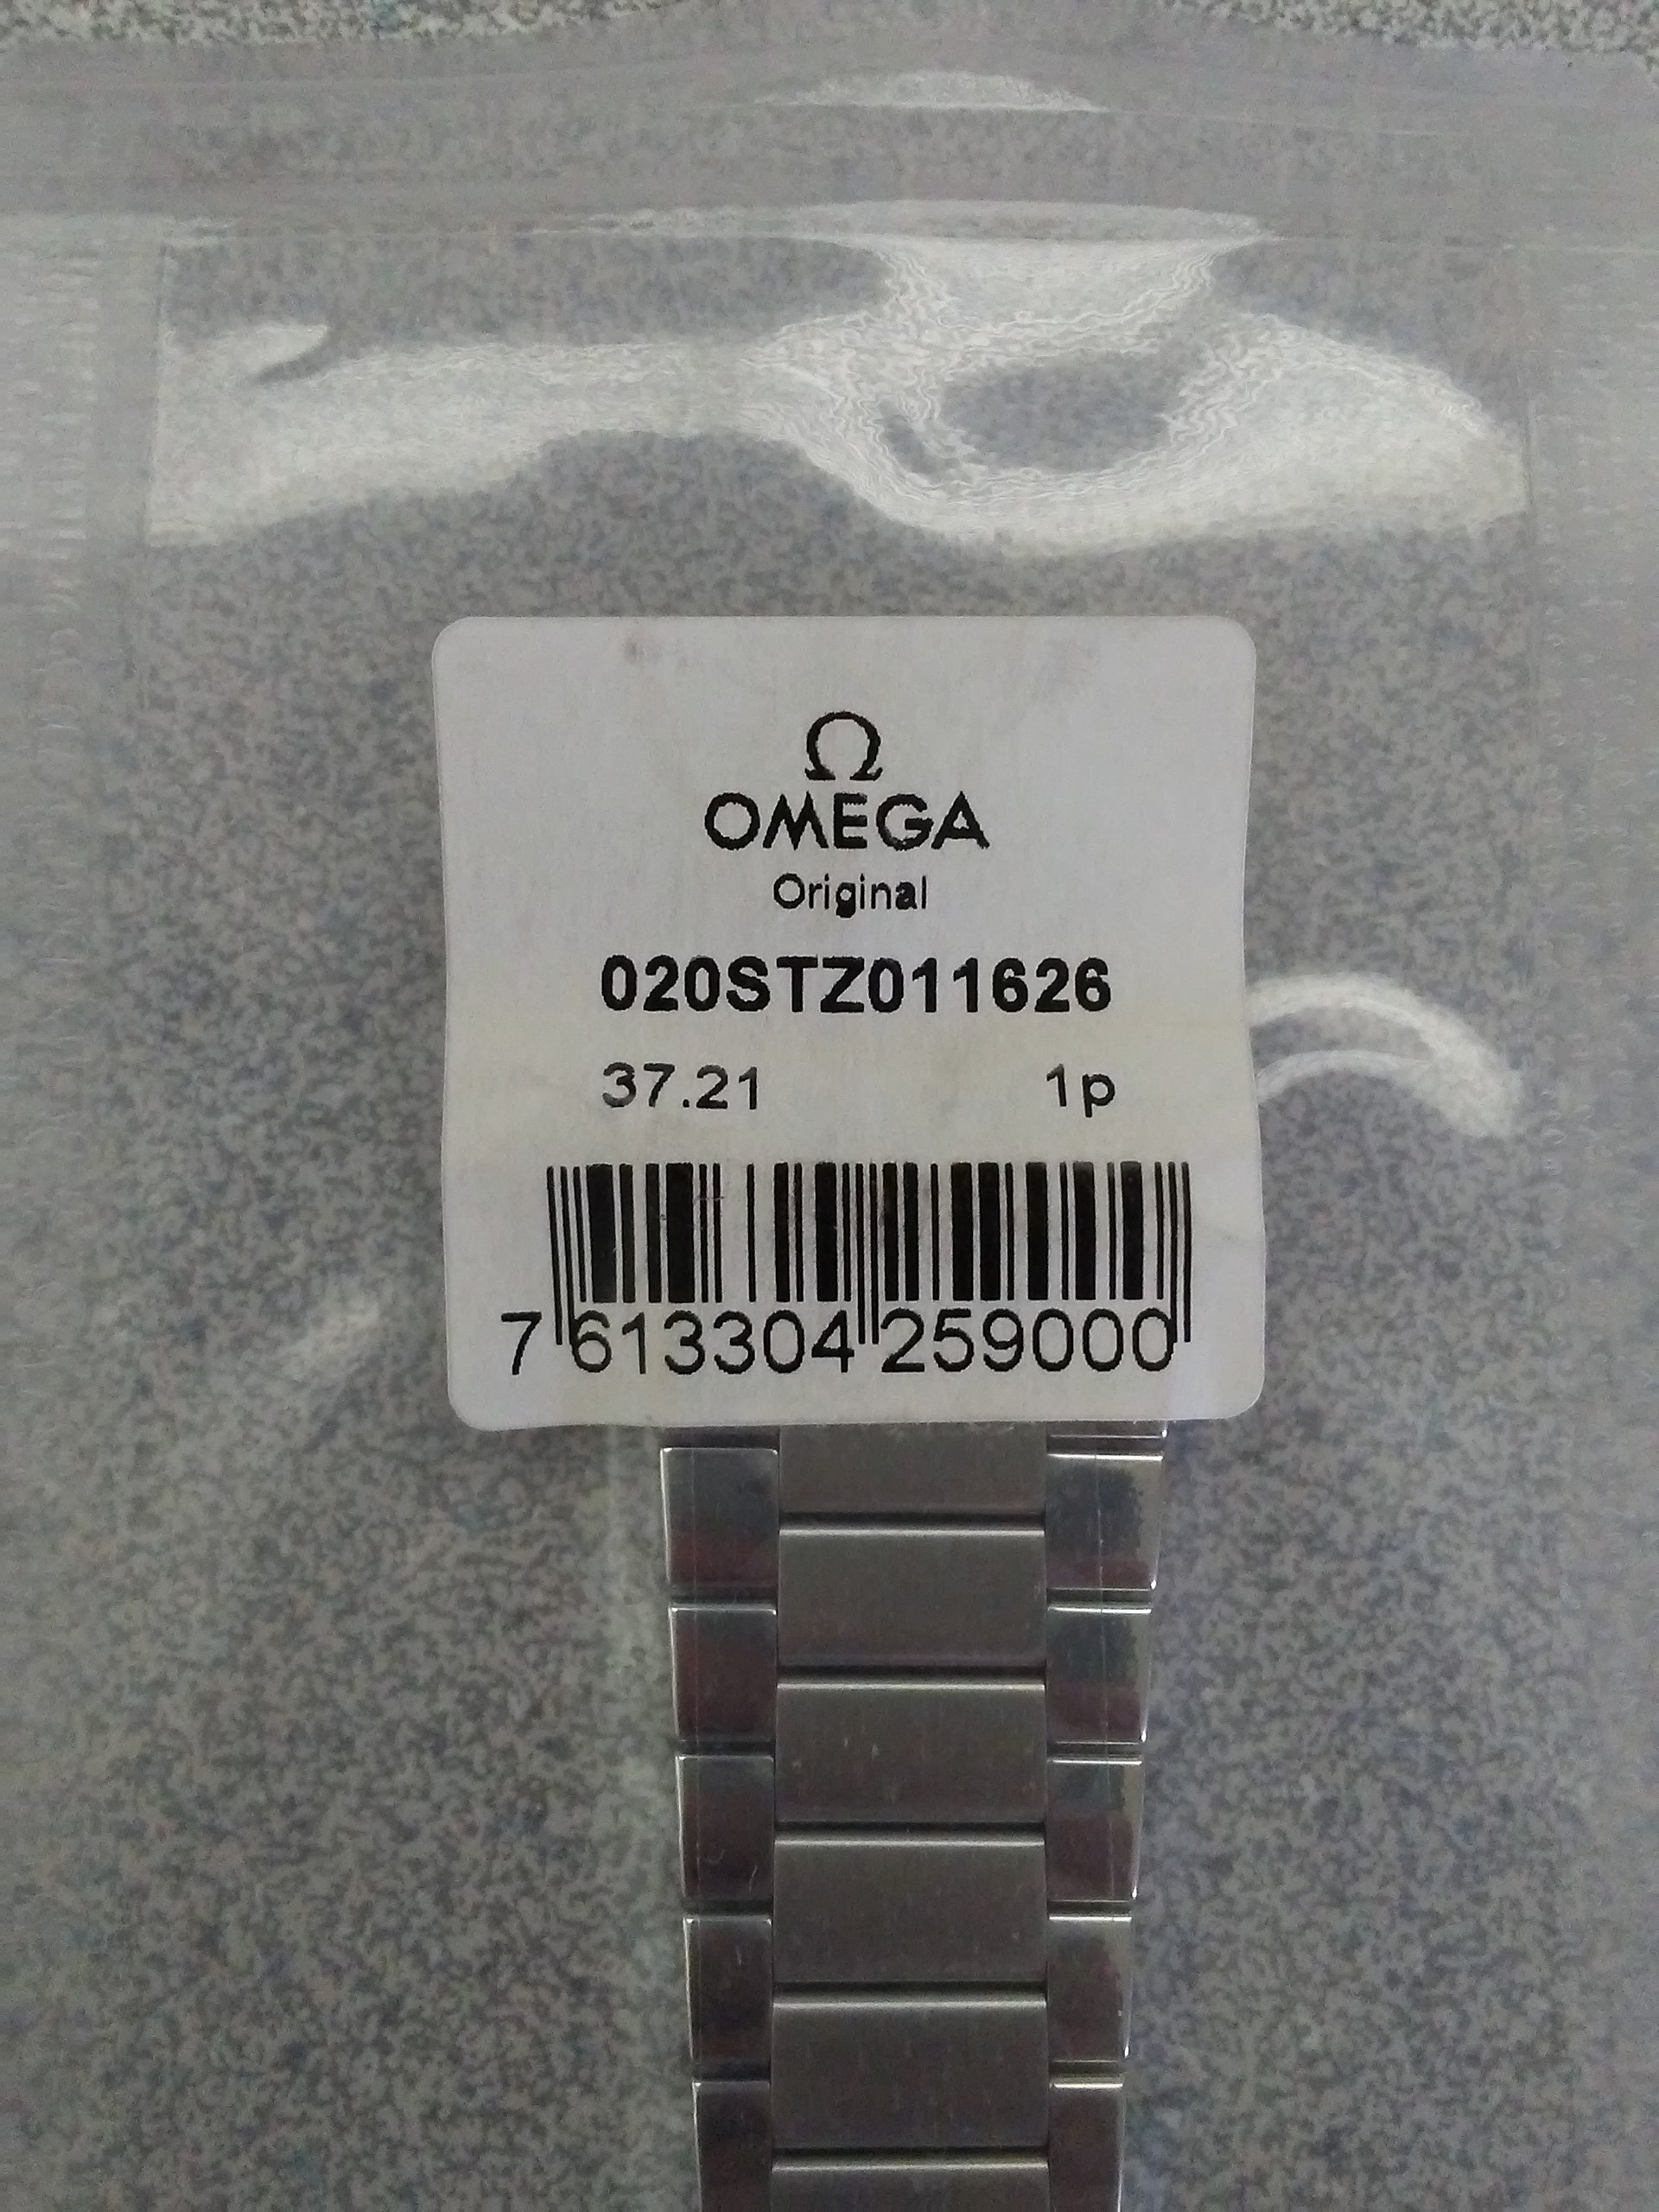 Ω
OMEGA
Original
020STZ011626
37.21 1p
7 613304 259000